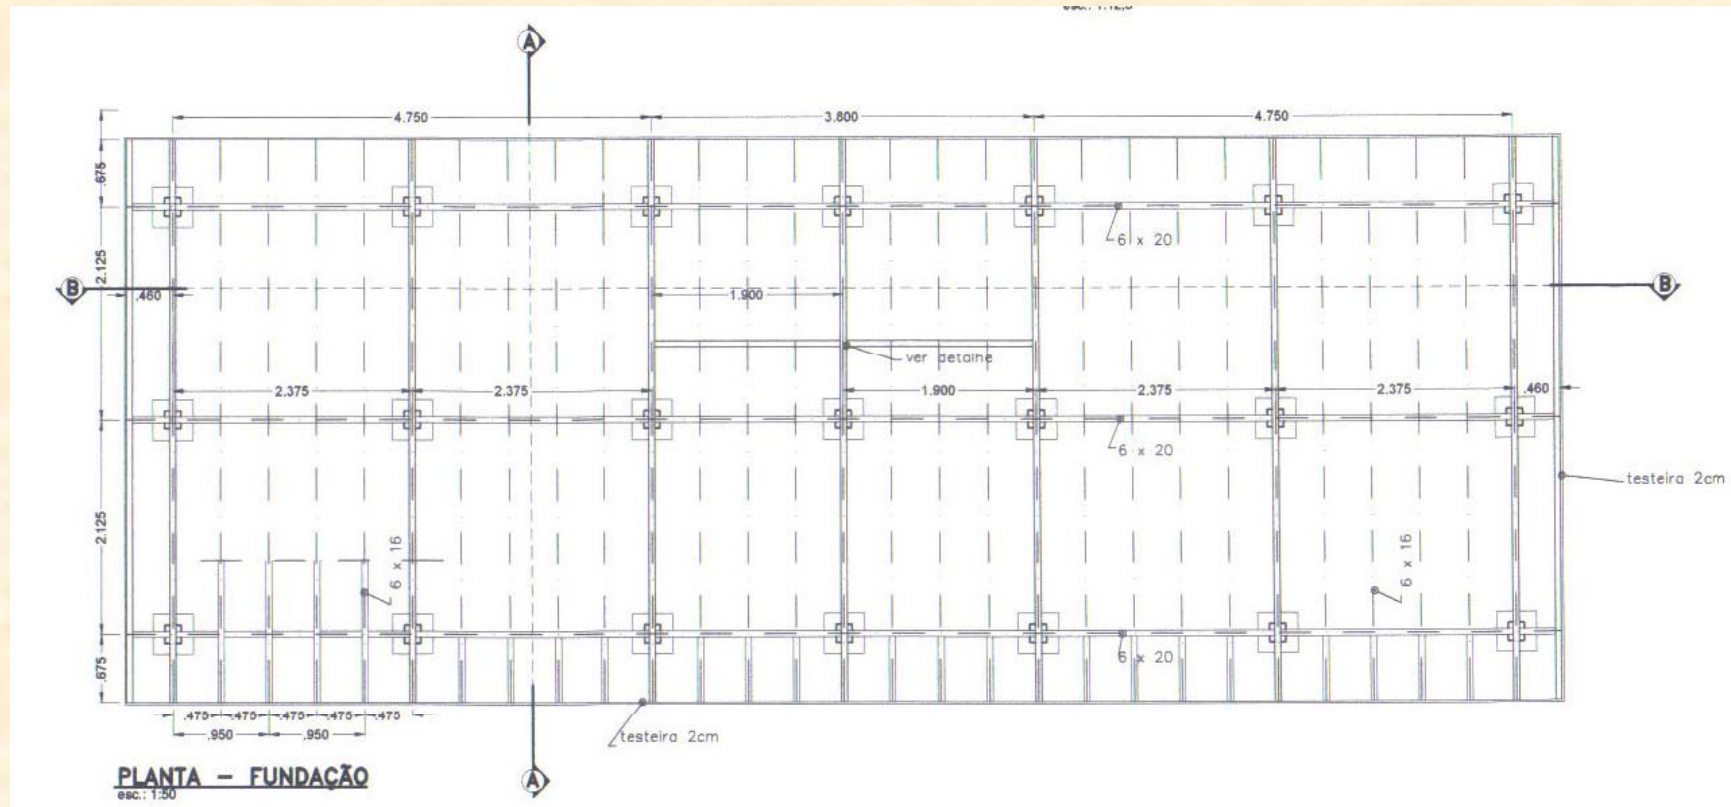 A
4.750
3.800
4.750
.675
6 x 20
2.125
B
.460
1.900
B
ver detalhe
2.375
2.375
1.900
2.375
2.375
.460
6 x 20
testeira 2cm
2.125
6 x 16
6 x 16
6 x 20
.675
.475
.475
.475
.475
.475
.950
.950
testeira 2cm
PLANTA – FUNDAÇÃO
esc.: 1:50
A